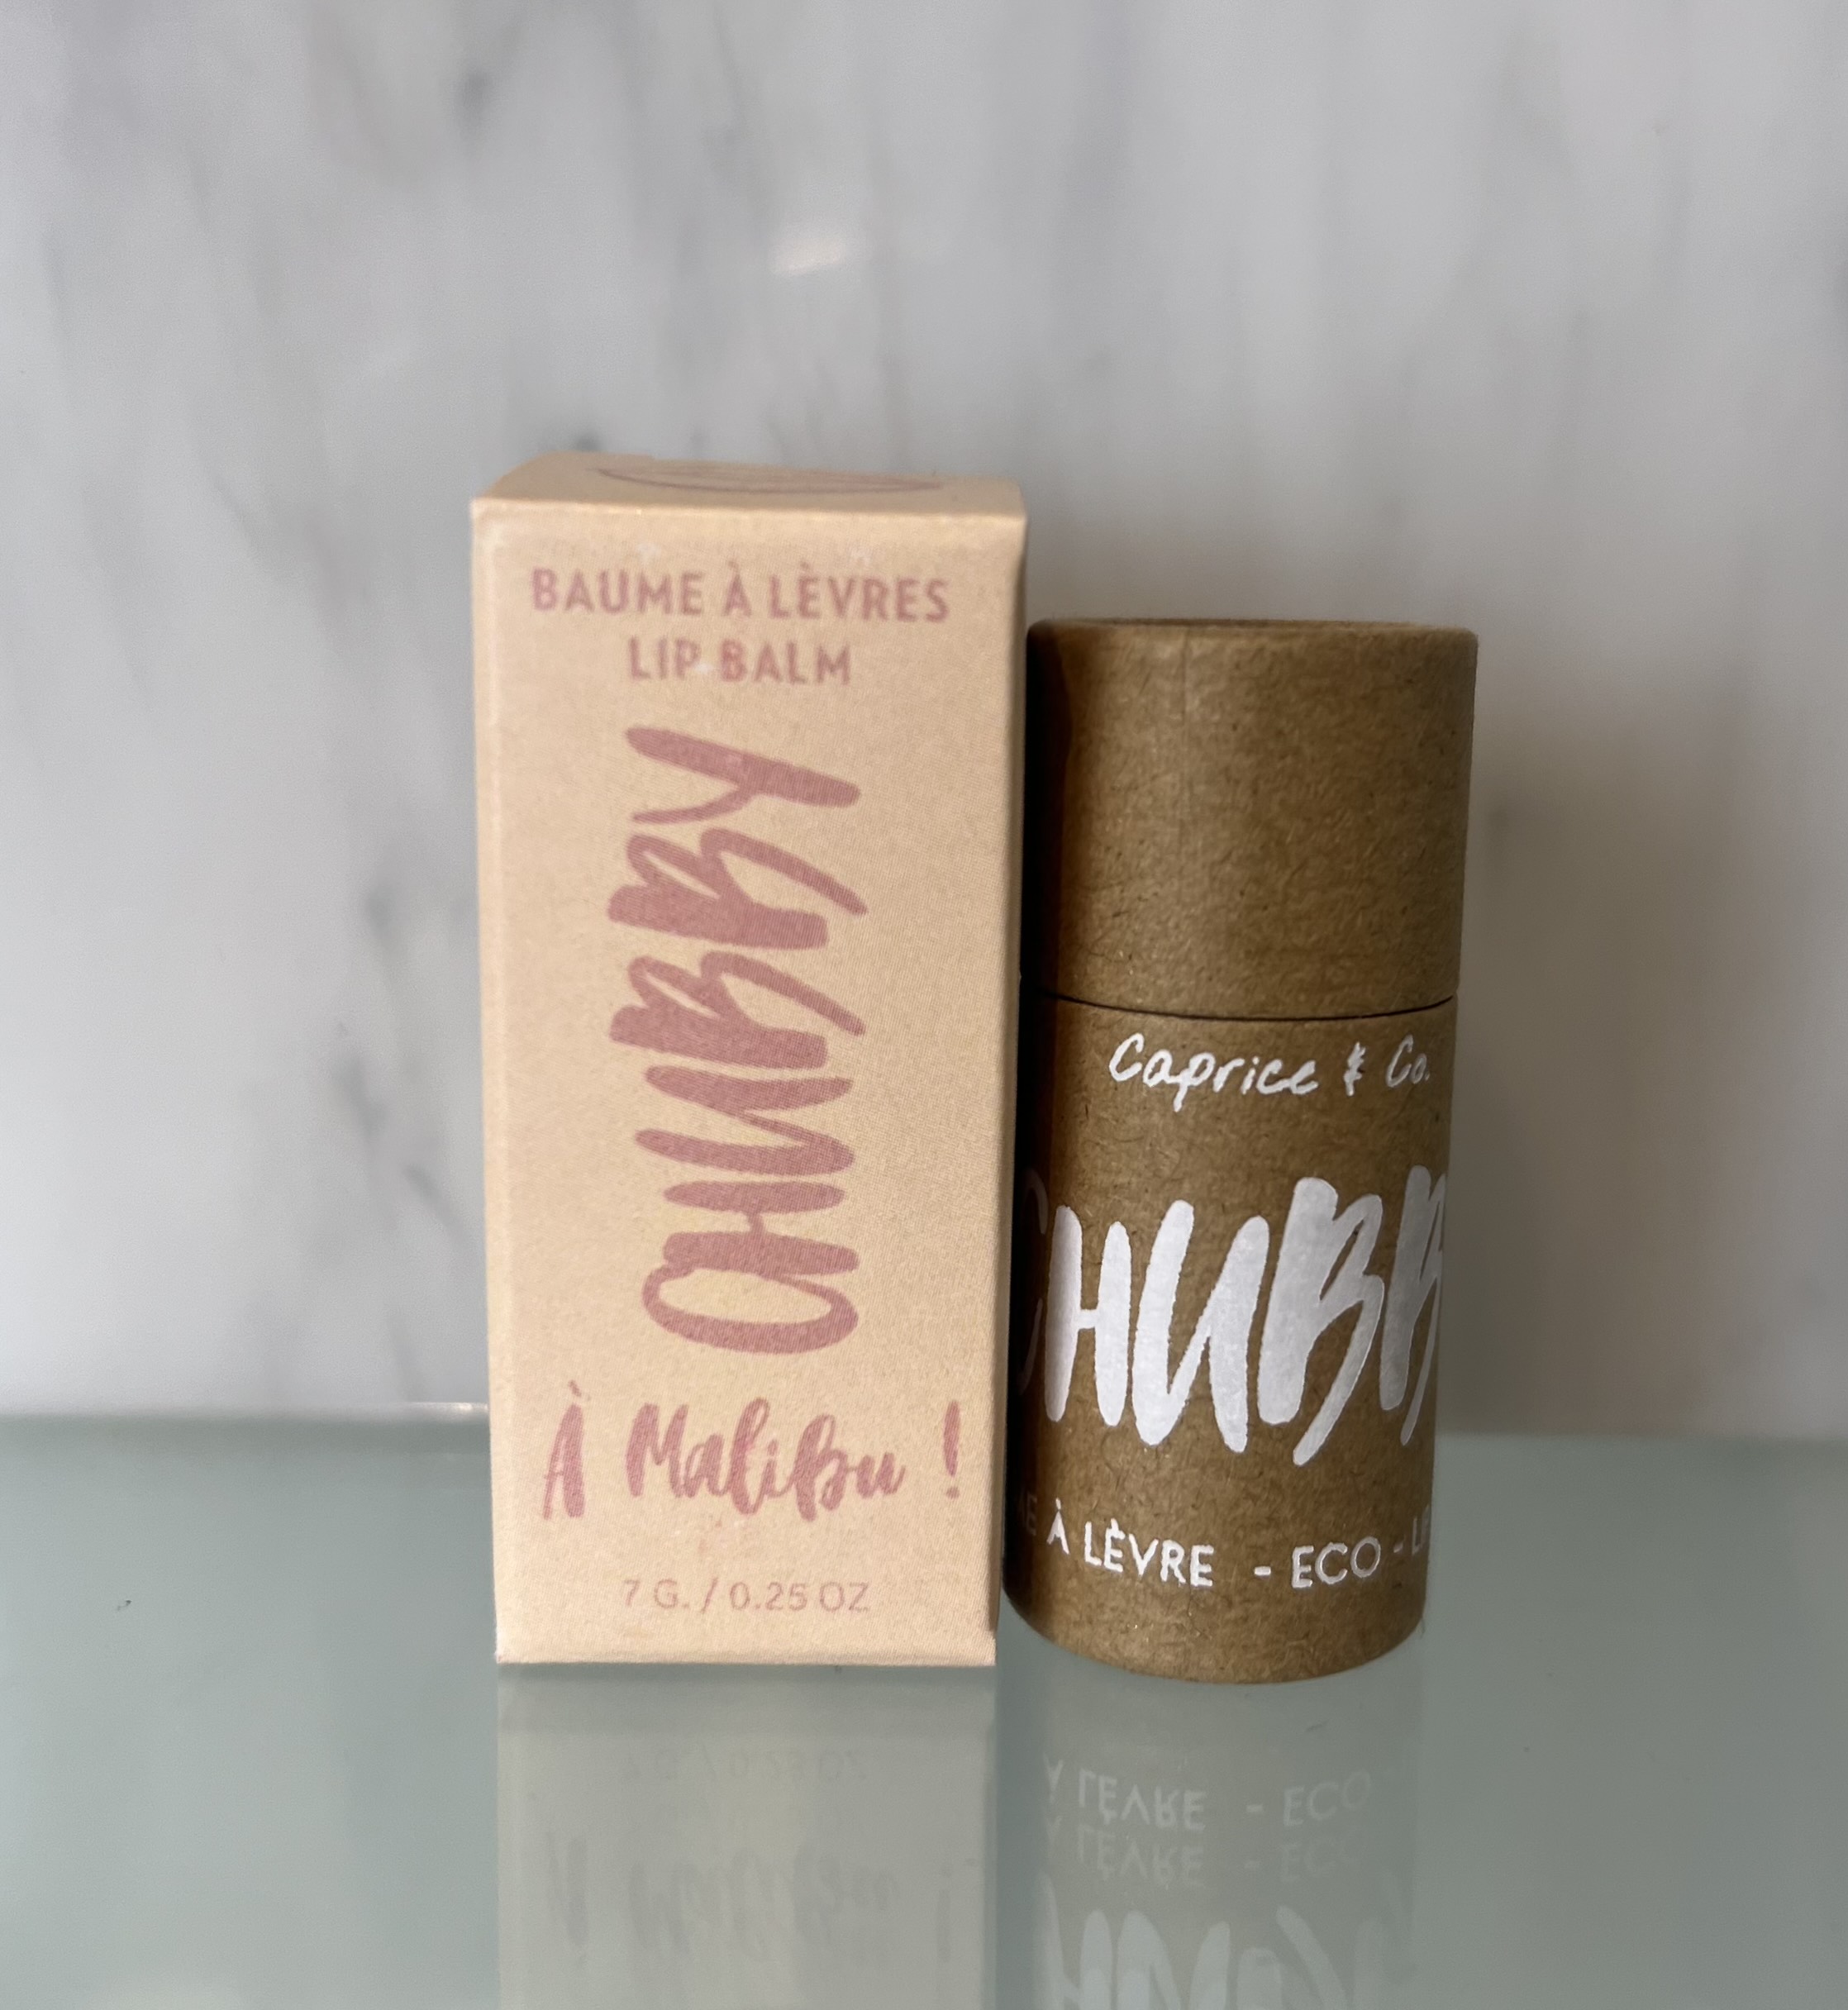 BAUME À LÈVRES
LIP BALM
CHUBBY
À Malibu !
7 G. / 0.25 OZ
Caprice & Co.
CHUBB
À LÈVRE - ECO -